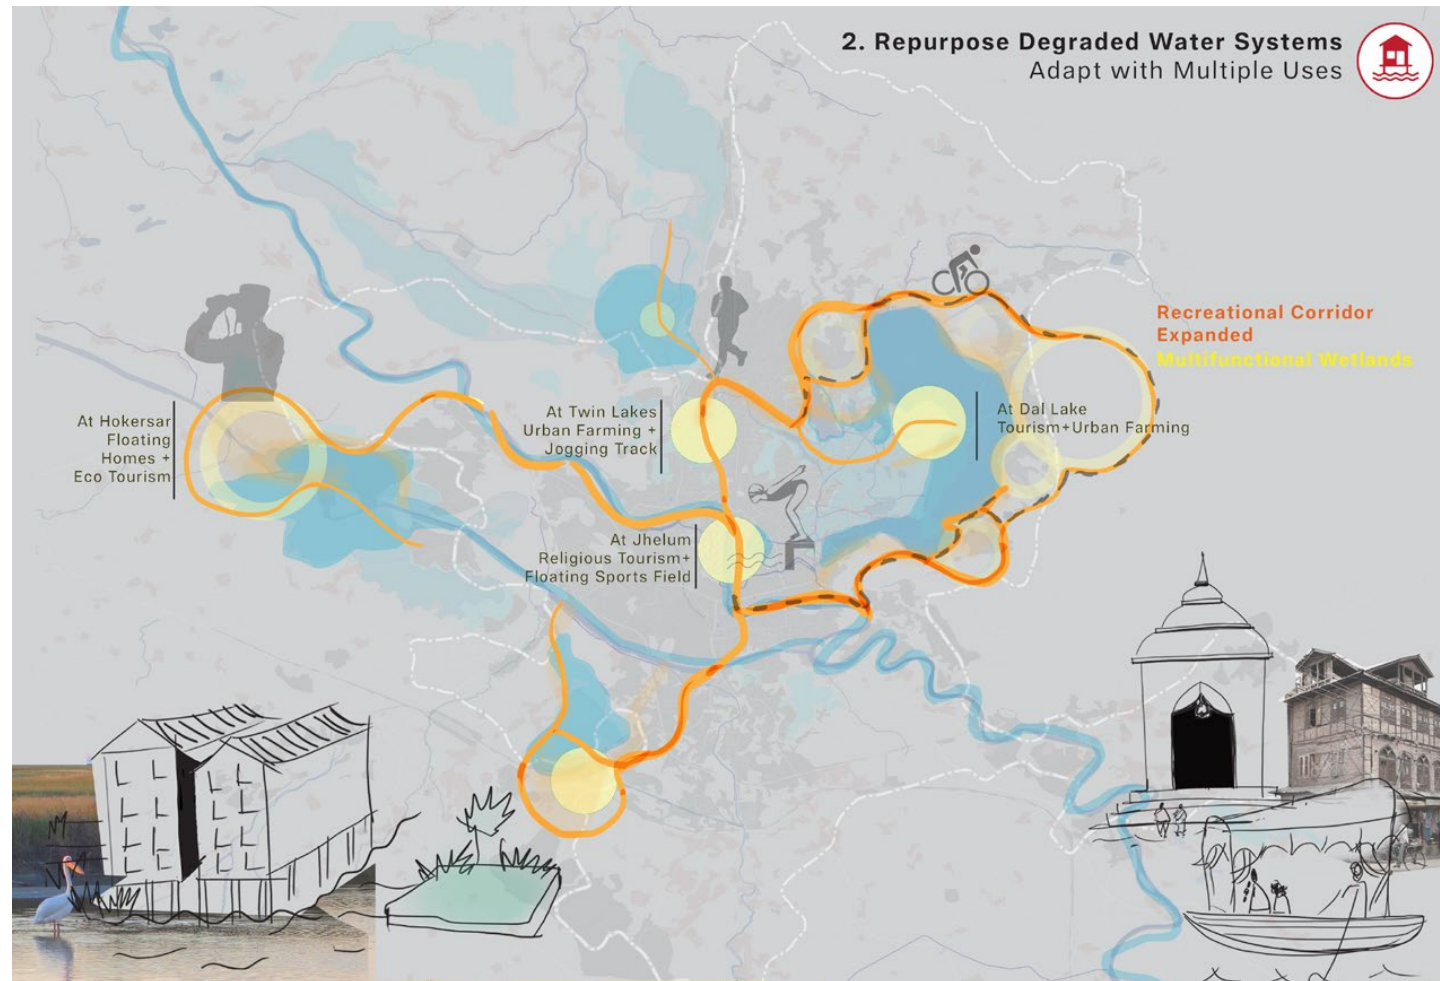 2. Repurpose Degraded Water Systems
Adapt with Multiple Uses
Recreational Corridor
Expanded
Multifunctional Wetlands
At Hokersar
Floating
Homes +
Eco Tourism
At Twin Lakes
Urban Farming +
Jogging Track
At Dal Lake
Tourism+Urban Farming
At Jhelum
Religious Tourism+
Floating Sports Field